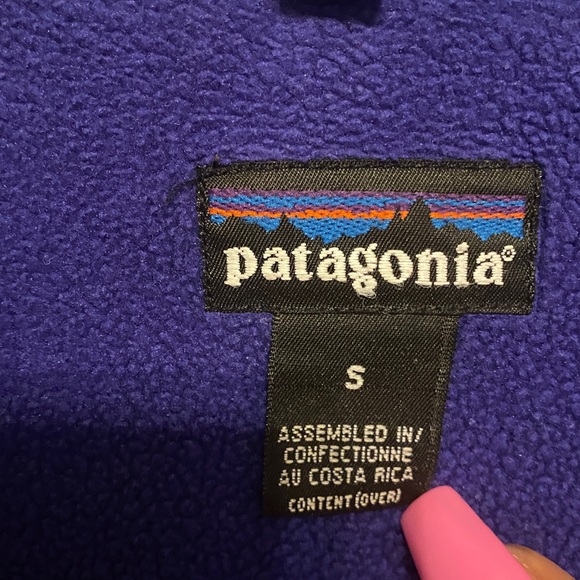 patagonia®
S
ASSEMBLED IN/
CONFECTIONNE
AU COSTA RICA
CONTENT (OVER)